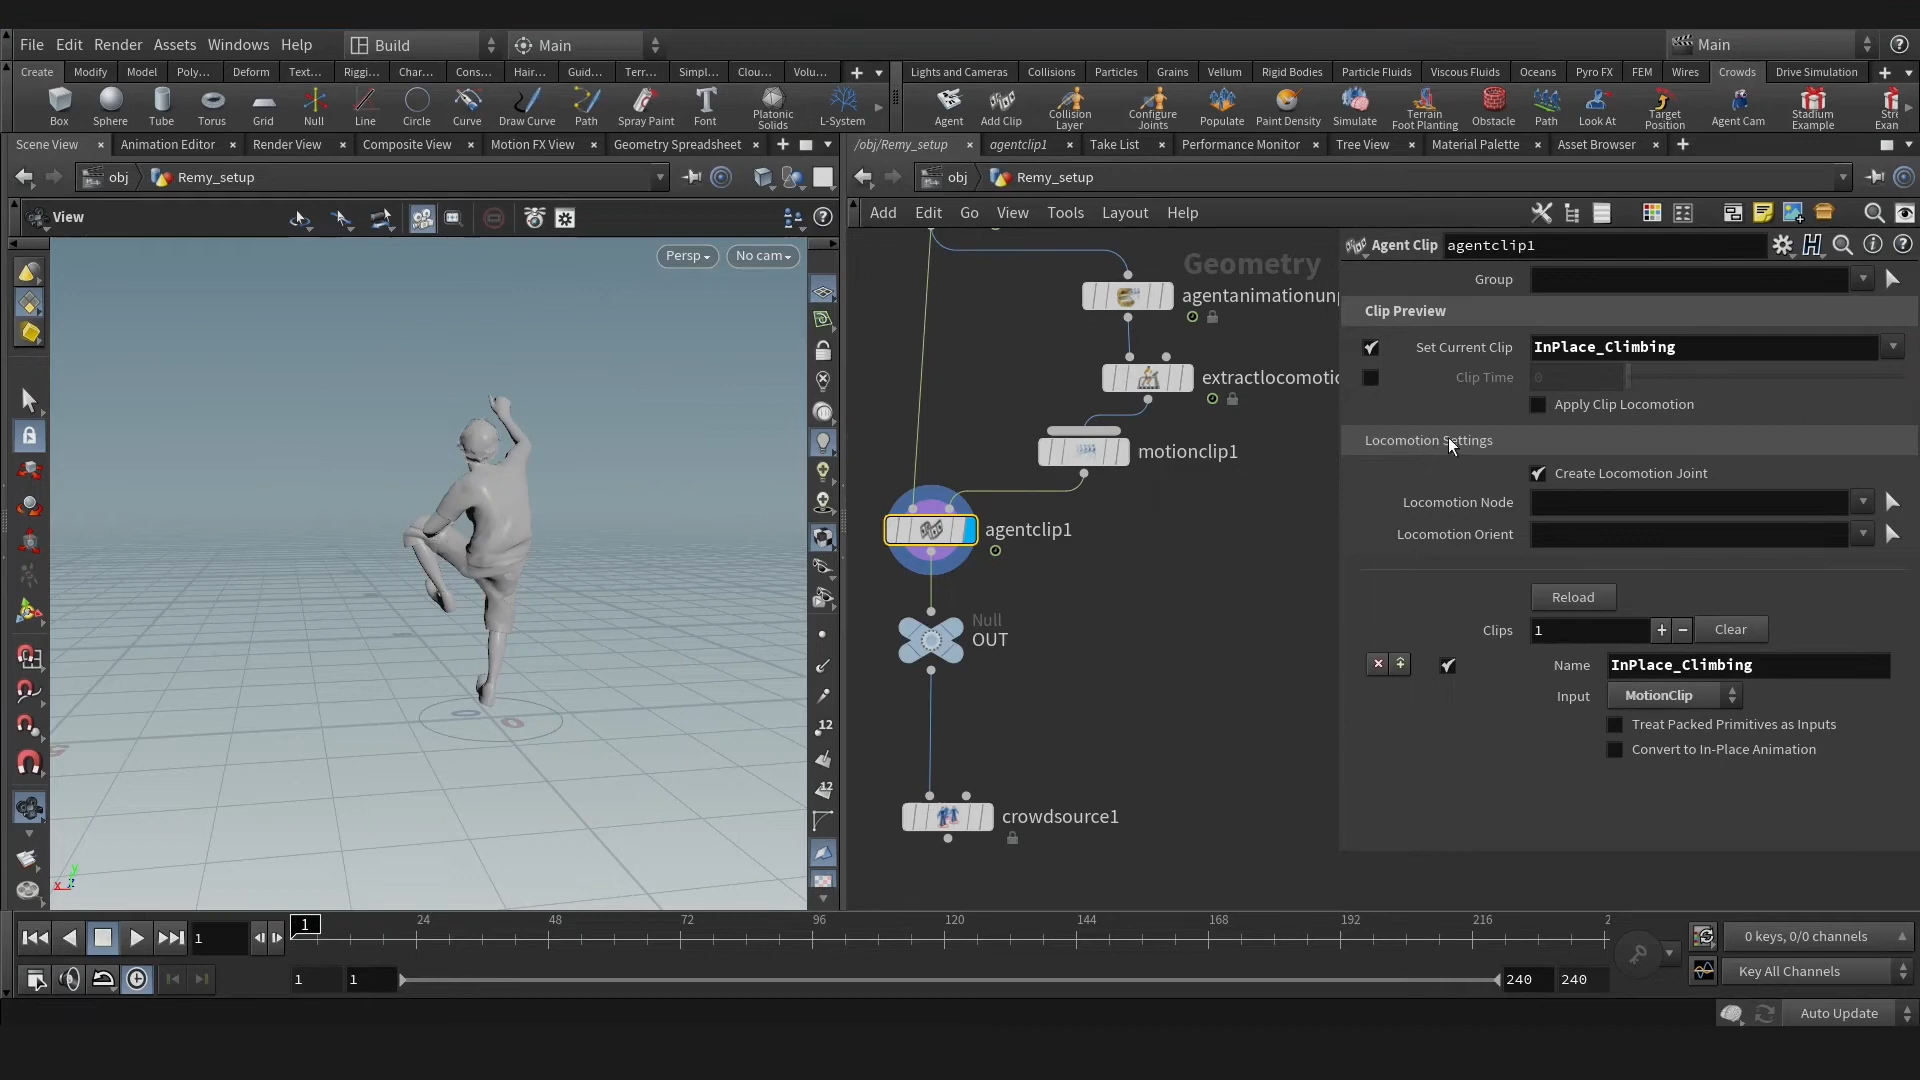 File Edit Render Assets Windows Help Build Main Main
Create Modify Model Poly... Deform Text... Riggi... Char... Cons... Hair... Guid... Terr... Simpl... Clou... Volu... Lights and Cameras Collisions Particles Grains Vellum Rigid Bodies Particle Fluids Viscous Fluids Oceans Pyro FX FEM Wires Crowds Drive Simulation
Box Sphere Tube Torus Grid Null Line Circle Curve Draw Curve Path Spray Paint Font Platonic Solids L-System Agent Add Clip Collision Layer Configure Joints Populate Paint Density Simulate Terrain Foot Planting Obstacle Path Look At Target Position Agent Cam Stadium Example Stre Exan
Scene View Animation Editor Render View Composite View Motion FX View Geometry Spreadsheet /obj/Remy_setup agentclip1 Take List Performance Monitor Tree View Material Palette Asset Browser
obj Remy_setup obj Remy_setup
View Add Edit Go View Tools Layout Help
Persp No cam
Geometry
agentanimationunp
extractlocomotio
motionclip1
agentclip1
Null
OUT
crowdsource1
Agent Clip agentclip1
Group
Clip Preview
Set Current Clip InPlace_Climbing
Clip Time 0
Apply Clip Locomotion
Locomotion Settings
Create Locomotion Joint
Locomotion Node
Locomotion Orient
Reload
Clips 1 Clear
Name InPlace_Climbing
Input MotionClip
Treat Packed Primitives as Inputs
Convert to In-Place Animation
12
12
x y z
1 1 24 48 72 96 120 144 168 192 216 2
0 keys, 0/0 channels
1 1 240 240 Key All Channels
Auto Update